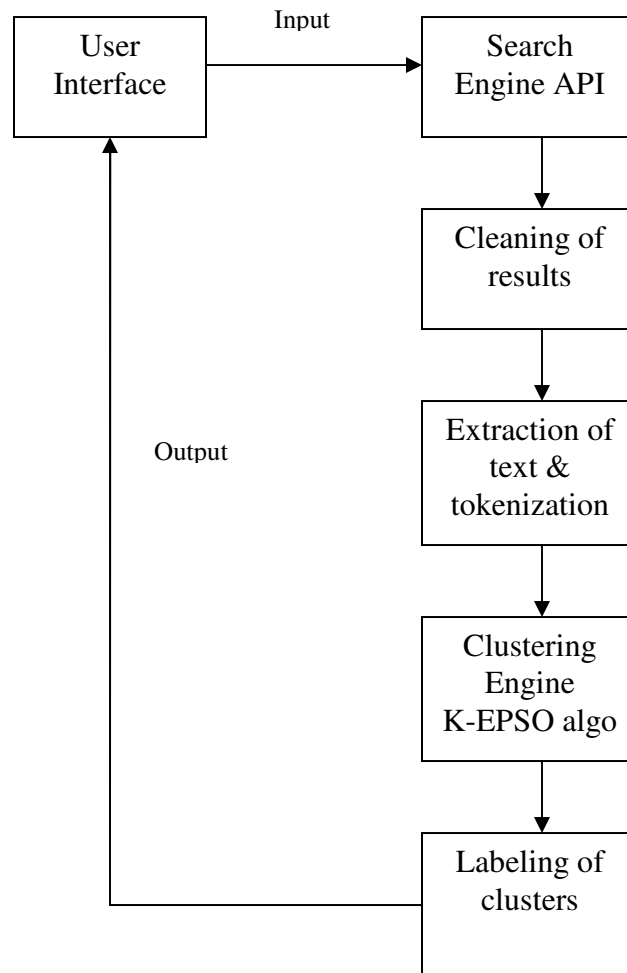 Input
User
Interface
Search
Engine API
Cleaning of
results
Extraction of
text &
tokenization
Output
Clustering
Engine
K-EPSO algo
Labeling of
clusters